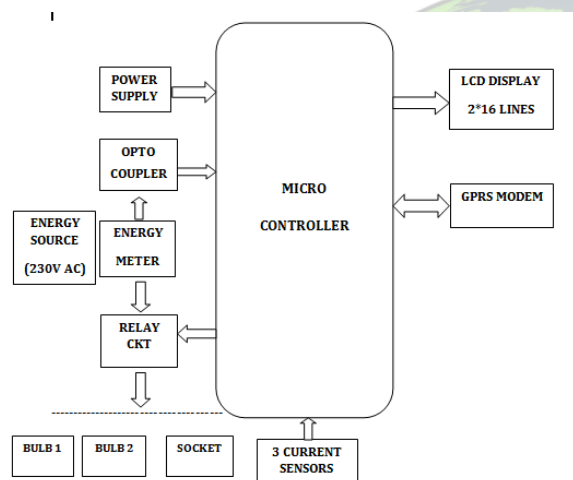 POWER
SUPPLY
LCD DISPLAY
2*16 LINES
OPTO
COUPLER
MICRO
CONTROLLER
GPRS MODEM
ENERGY
SOURCE
(230V AC)
ENERGY
METER
RELAY
CKT
BULB 1
BULB 2
SOCKET
3 CURRENT
SENSORS